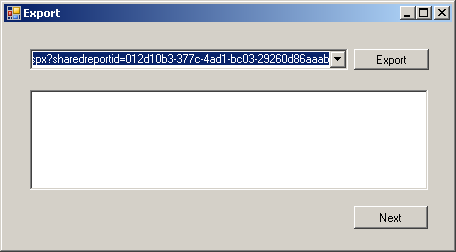 Export
spx?sharedreportid=012d10b3-377c-4ad1-bc03-29260d86aaab
Export
Next